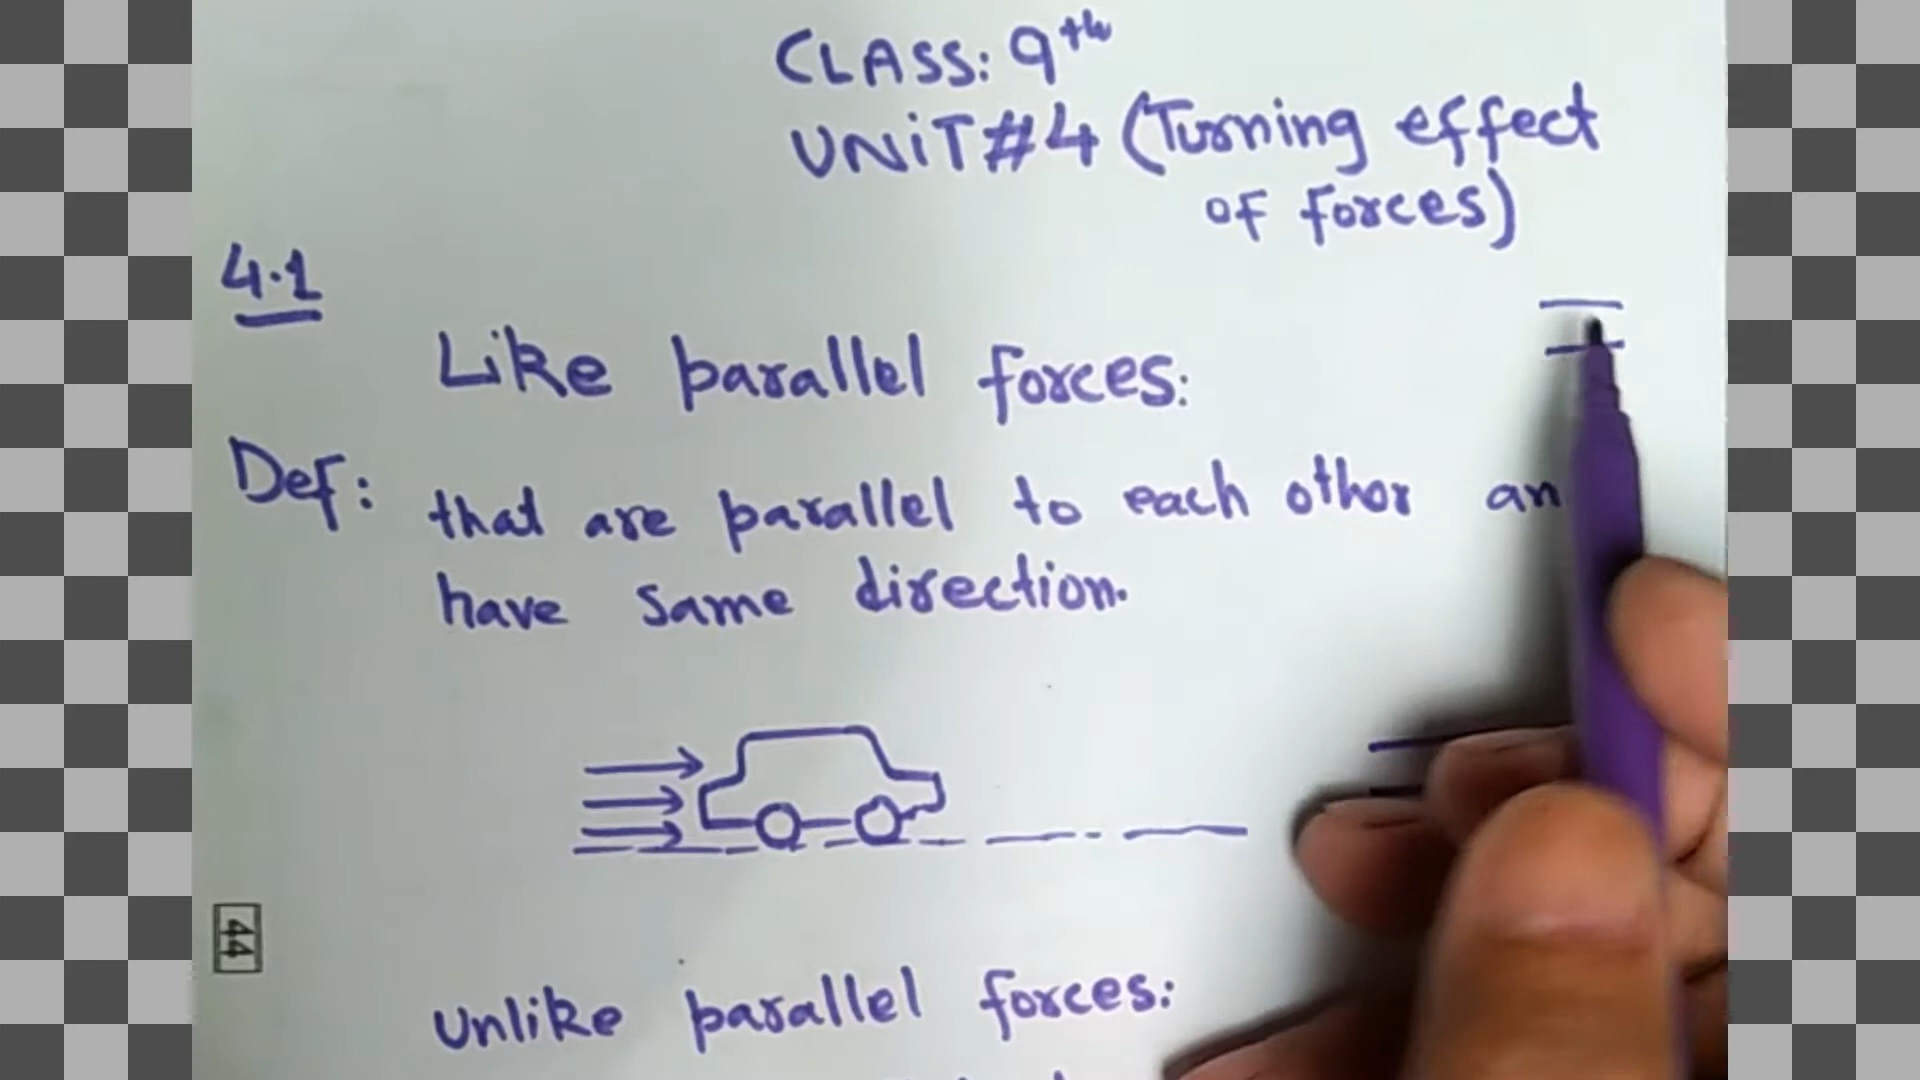 CLASS: 9th
UNiT#4 (Turning effect
of forces)
4.1
Like parallel forces:
Def: that are parallel to each other an
have same direction.
44
Unlike parallel forces: